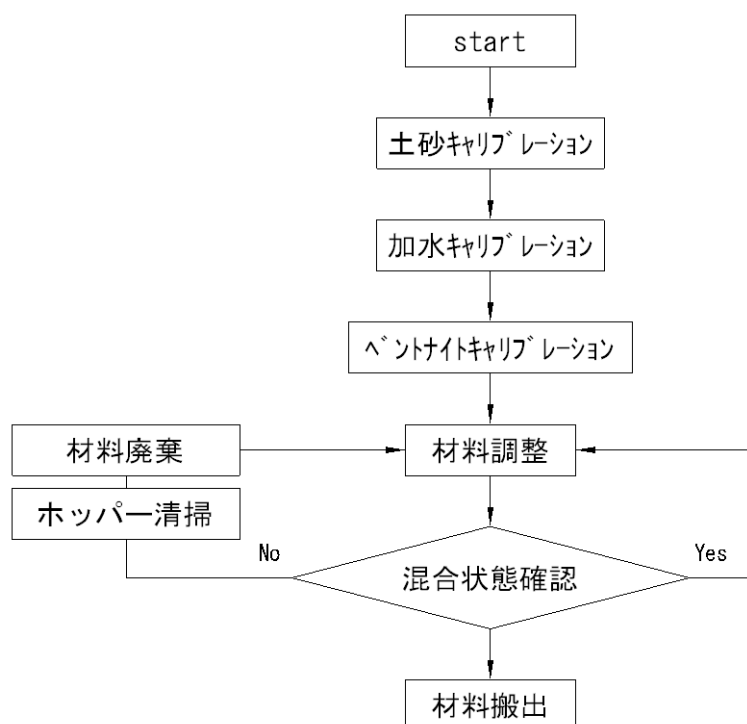 start
土砂ｷｬﾘﾌﾞﾚｰｼｮﾝ
加水ｷｬﾘﾌﾞﾚｰｼｮﾝ
ﾍﾞﾝﾄﾅｲﾄｷｬﾘﾌﾞﾚｰｼｮﾝ
材料廃棄
材料調整
ホッパー清掃
No
Yes
混合状態確認
材料搬出